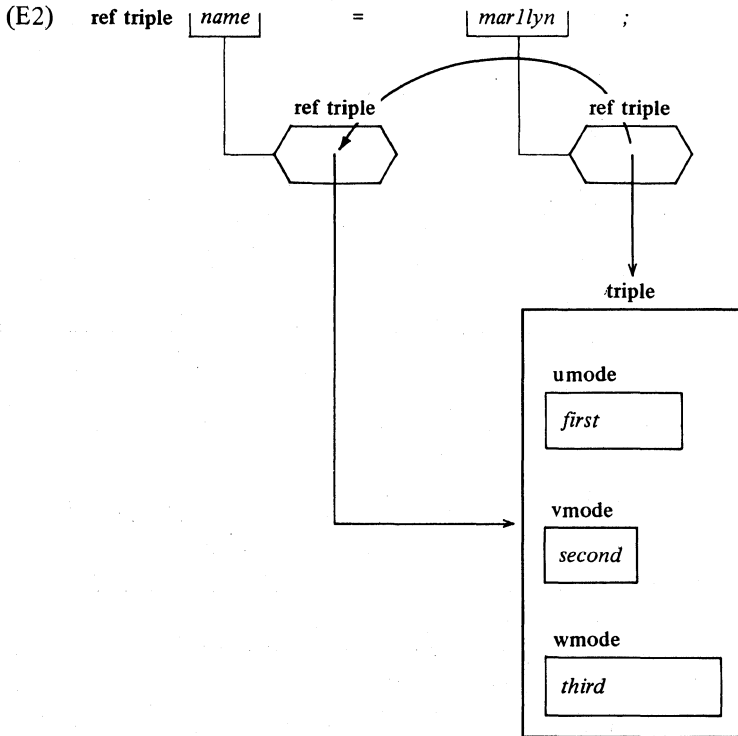 (E2) ref triple name = mar1lyn ;
ref triple ref triple
triple
umode
first
vmode
second
wmode
third